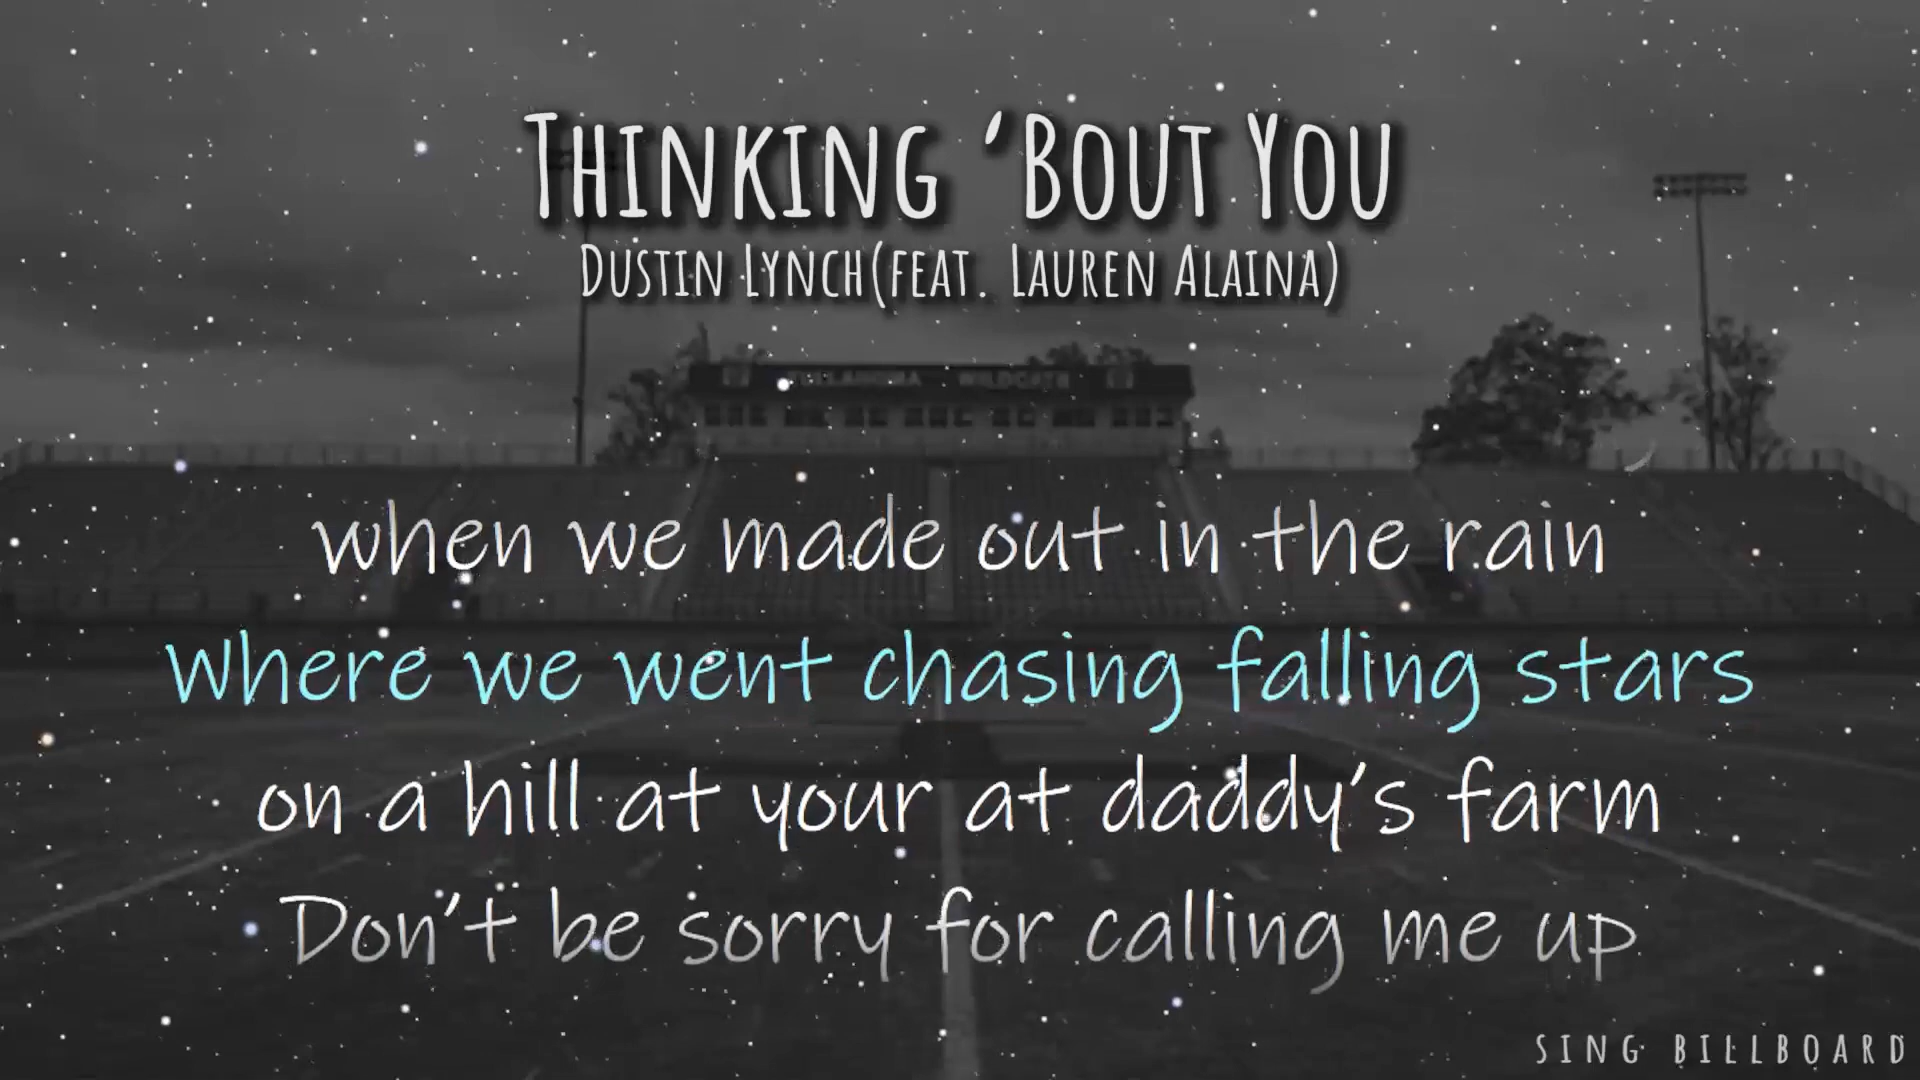 Thinking ‘Bout You
Dustin Lynch(feat. Lauren Alaina)
WILDCATS
when we made out in the rain
Where we went chasing falling stars
on a hill at your at daddy's farm
Don't be sorry for calling me up
SING BILLBOARD